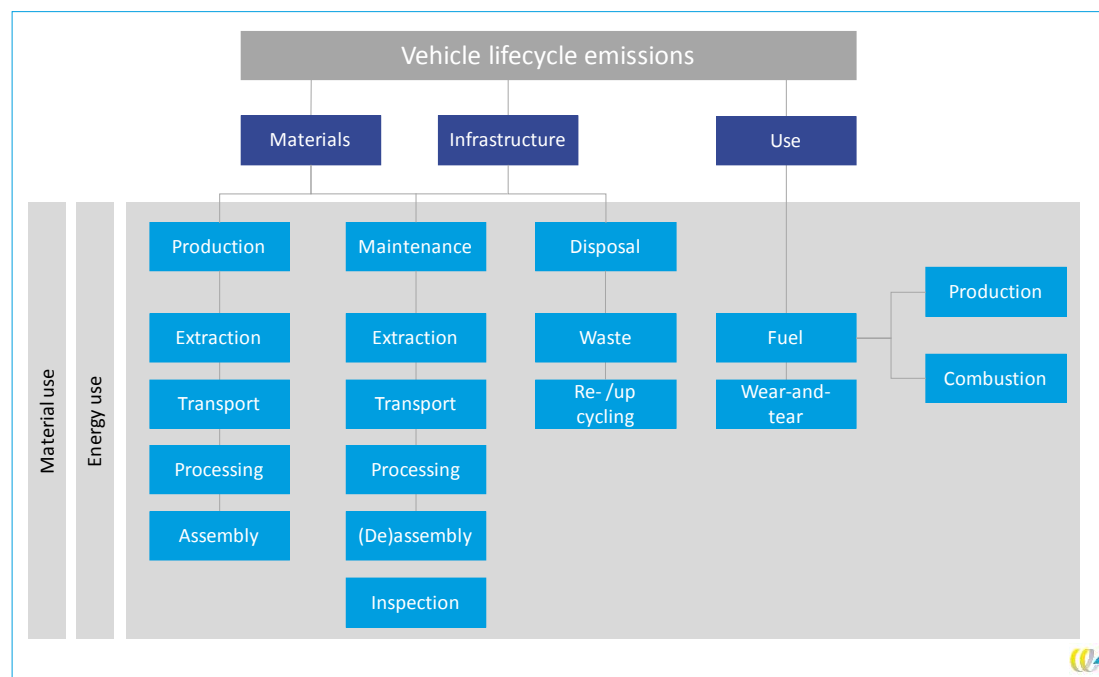 Vehicle lifecycle emissions
Materials
Infrastructure
Use
Material use
Energy use
Production
Maintenance
Disposal
Production
Extraction
Extraction
Waste
Fuel
Combustion
Transport
Transport
Re- /up
cycling
Wear-and-
tear
Processing
Processing
Assembly
(De)assembly
Inspection